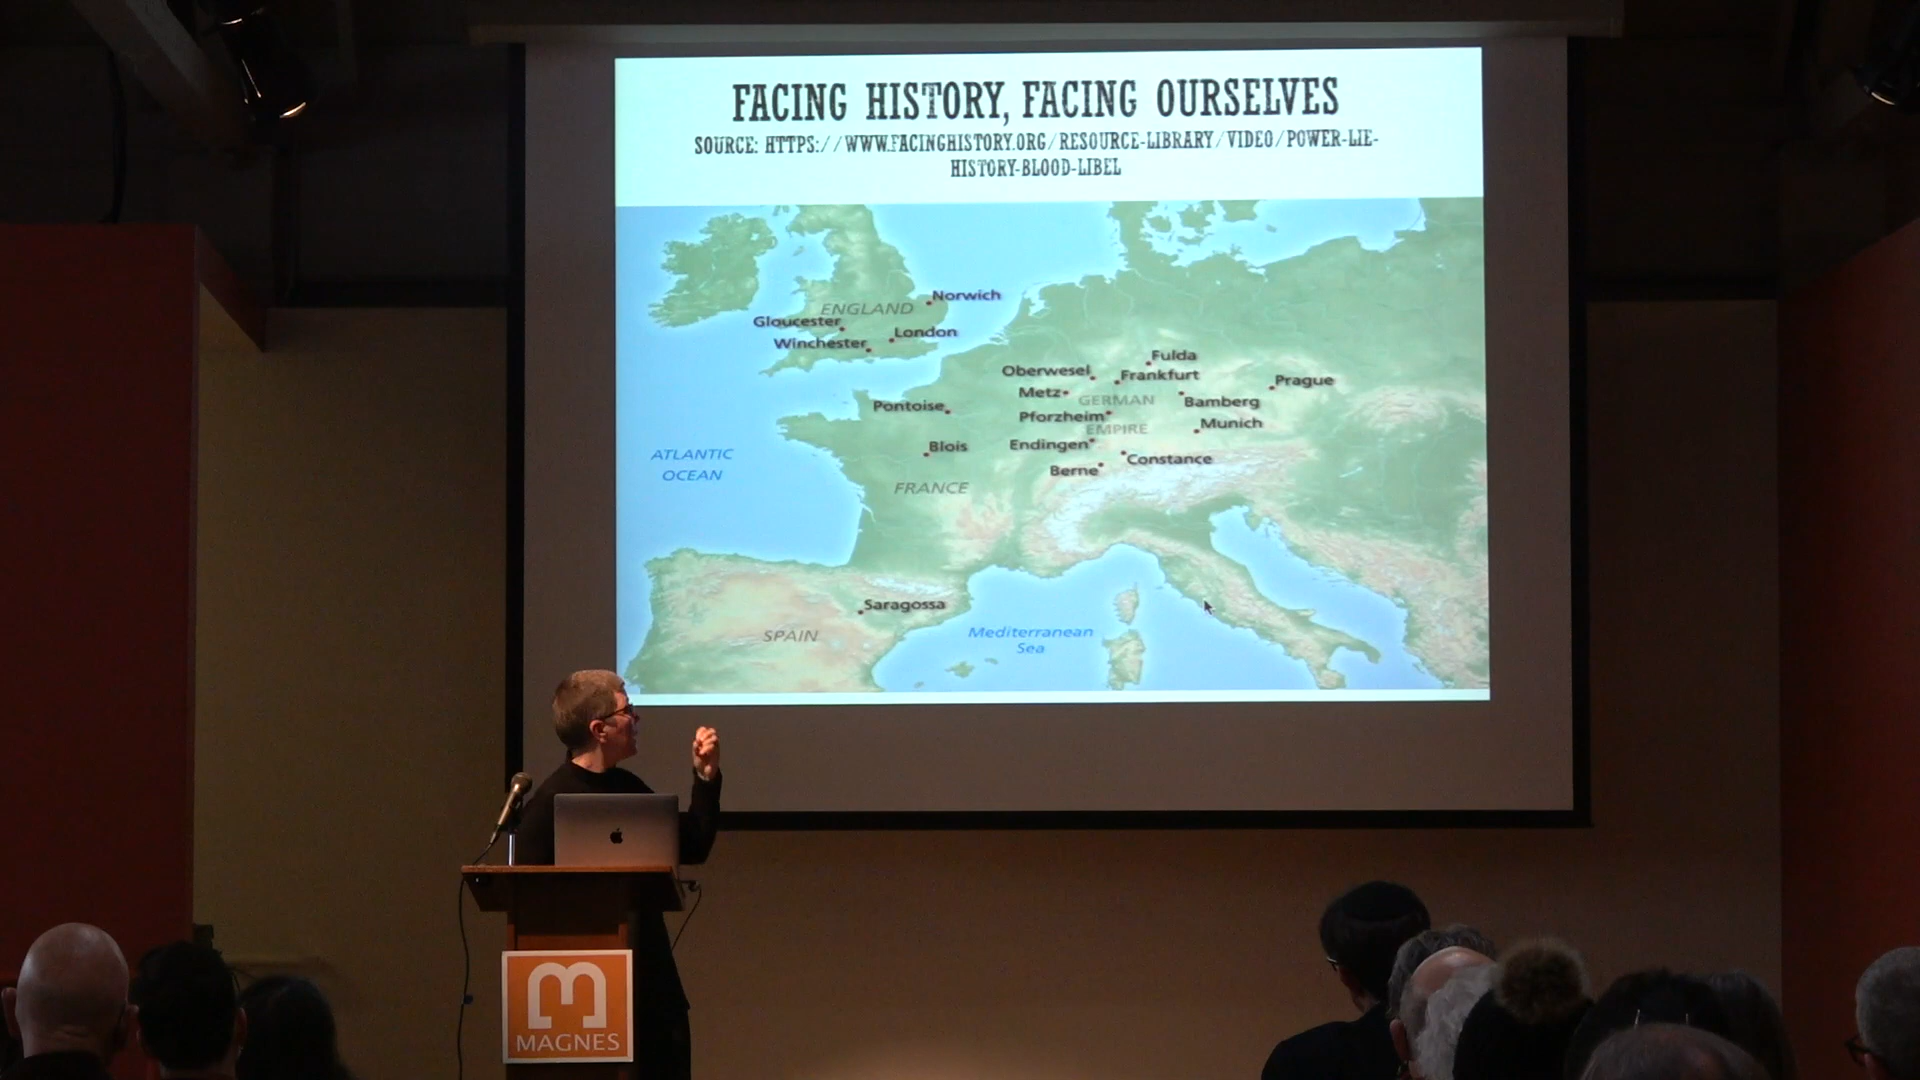 FACING HISTORY, FACING OURSELVES
SOURCE: HTTPS://WWW.FACINGHISTORY.ORG/RESOURCE-LIBRARY/VIDEO/POWER-LIE-
HISTORY-BLOOD-LIBEL
Norwich
ENGLAND
Gloucester
London
Winchester
Fulda
Oberwesel
Frankfurt
Prague
Metz
GERMAN
Bamberg
Pontoise
Pforzheim
Munich
EMPIRE
Endingen
Blois
ATLANTIC
OCEAN
Constance
Berne
FRANCE
Saragossa
SPAIN
Mediterranean
Sea
MAGNES